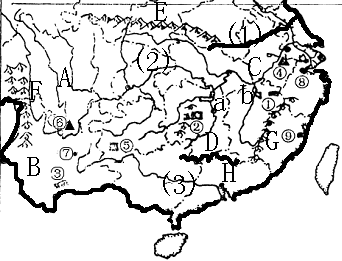 E
(1)
(2)
F
A
C
④
⑧
a
b
①
⑥
②
⑨
⑦
⑤
D
G
B
③
(3)
H